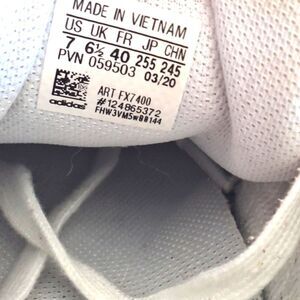 MADE IN VIETNAM
US UK FR JP CHN
7 6½ 40 255 245
PVN 059503 03/20
ART FX7400
#124865372
FHW3VM5W88144
adidas